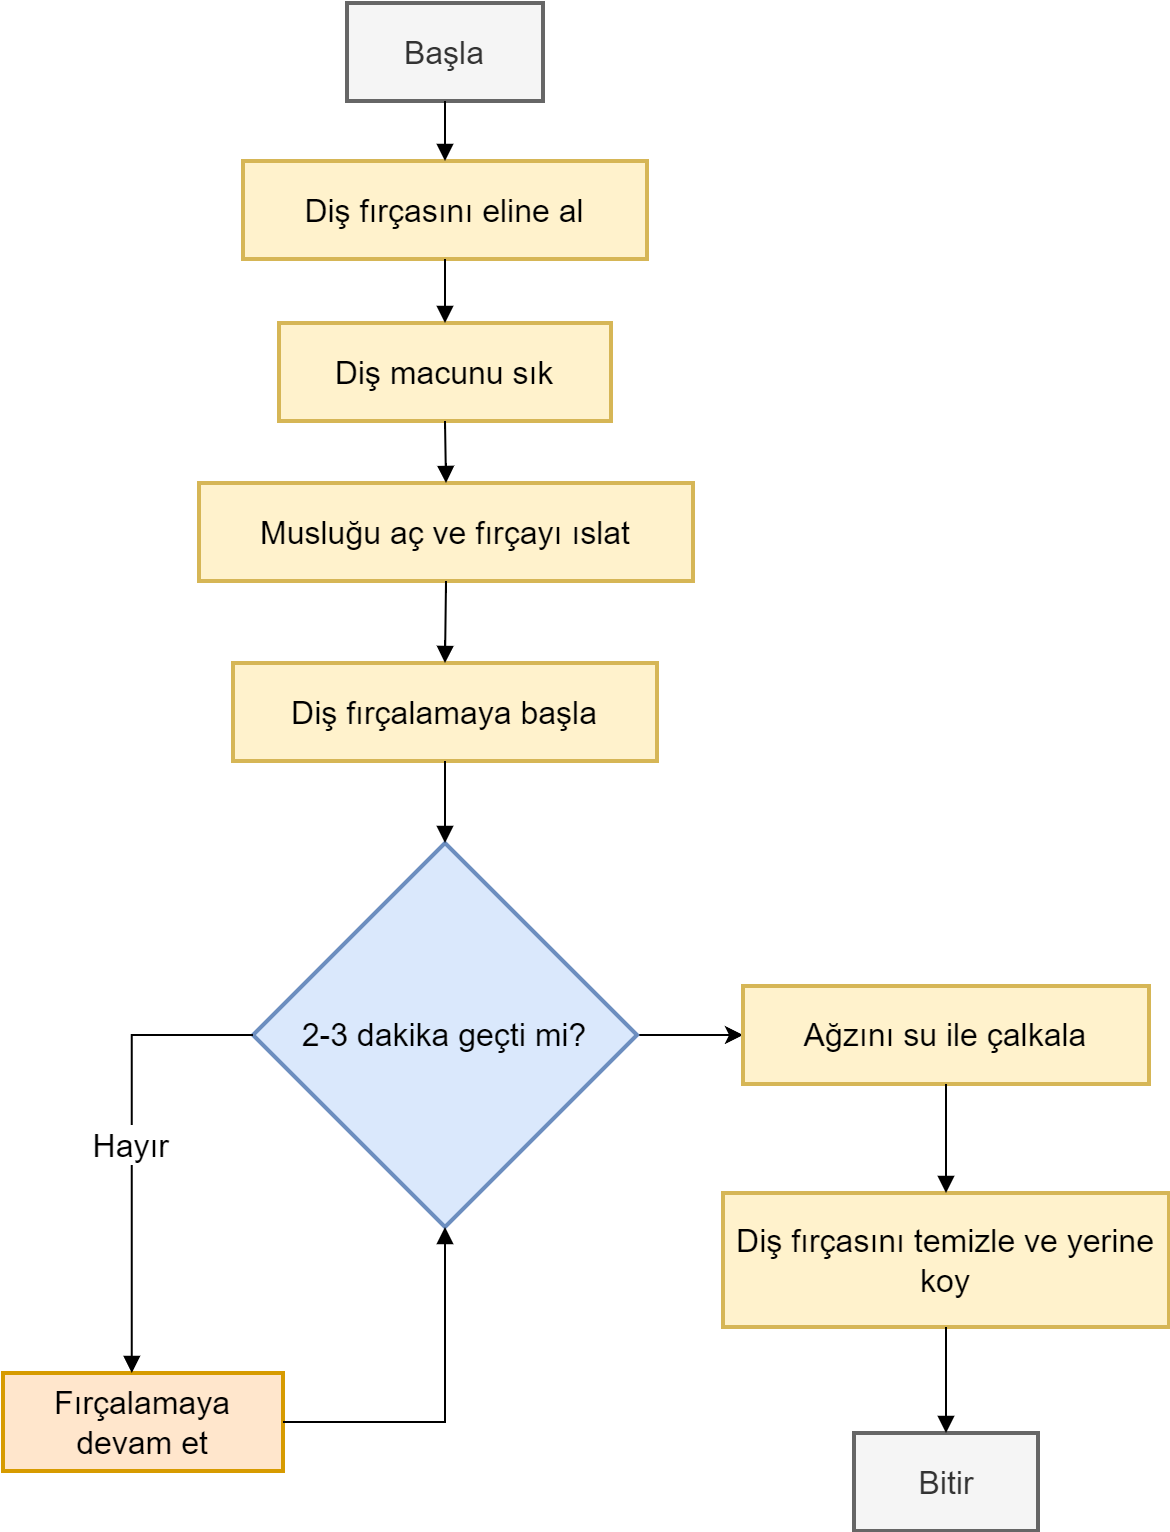 Başla
Diş fırçasını eline al
Diş macunu sık
Musluğu aç ve fırçayı ıslat
Diş fırçalamaya başla
2-3 dakika geçti mi?
Ağzını su ile çalkala
Hayır
Diş fırçasını temizle ve yerine
koy
Fırçalamaya
devam et
Bitir